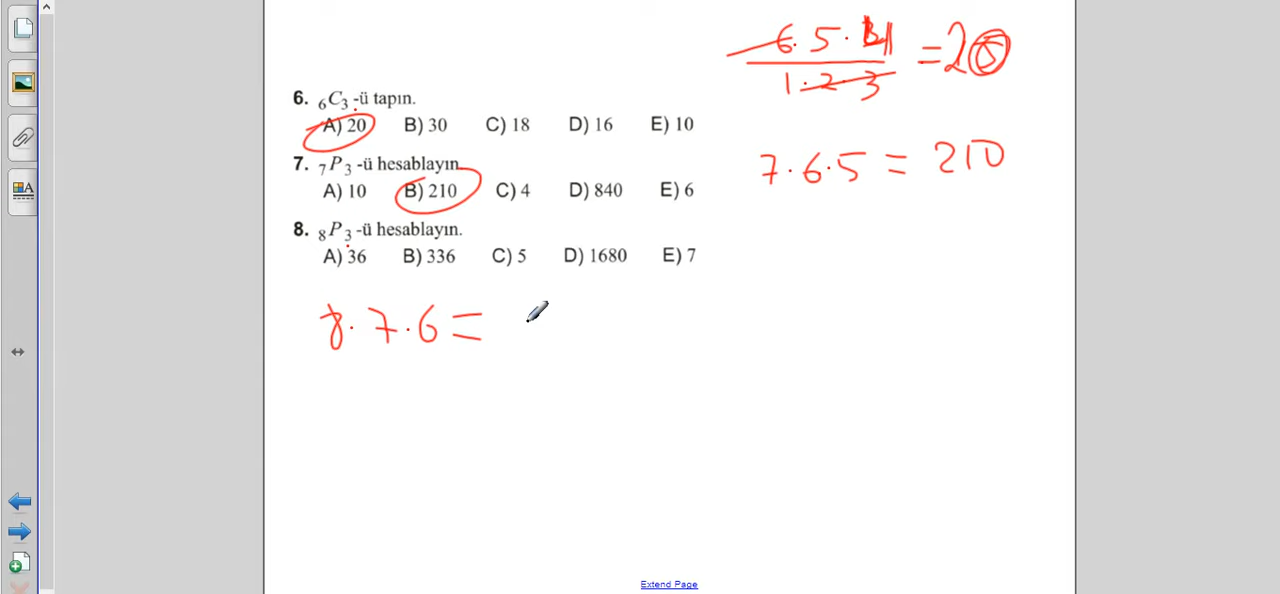 6. ₆C₃ -ü tapın.
A) 20 B) 30 C) 18 D) 16 E) 10
7. ₇P₃ -ü hesablayın.
A) 10 B) 210 C) 4 D) 840 E) 6
8. ₈P₃ -ü hesablayın.
A) 36 B) 336 C) 5 D) 1680 E) 7
6·5·4
1·2·3
=20
7·6·5 = 210
8·7·6=
Extend Page